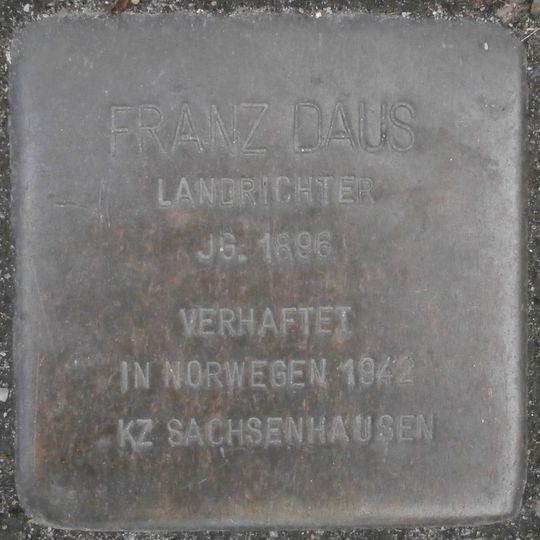 FRANZ DAUS
LANDRICHTER
JG. 1896
VERHAFTET
IN NORWEGEN 1942
KZ SACHSENHAUSEN